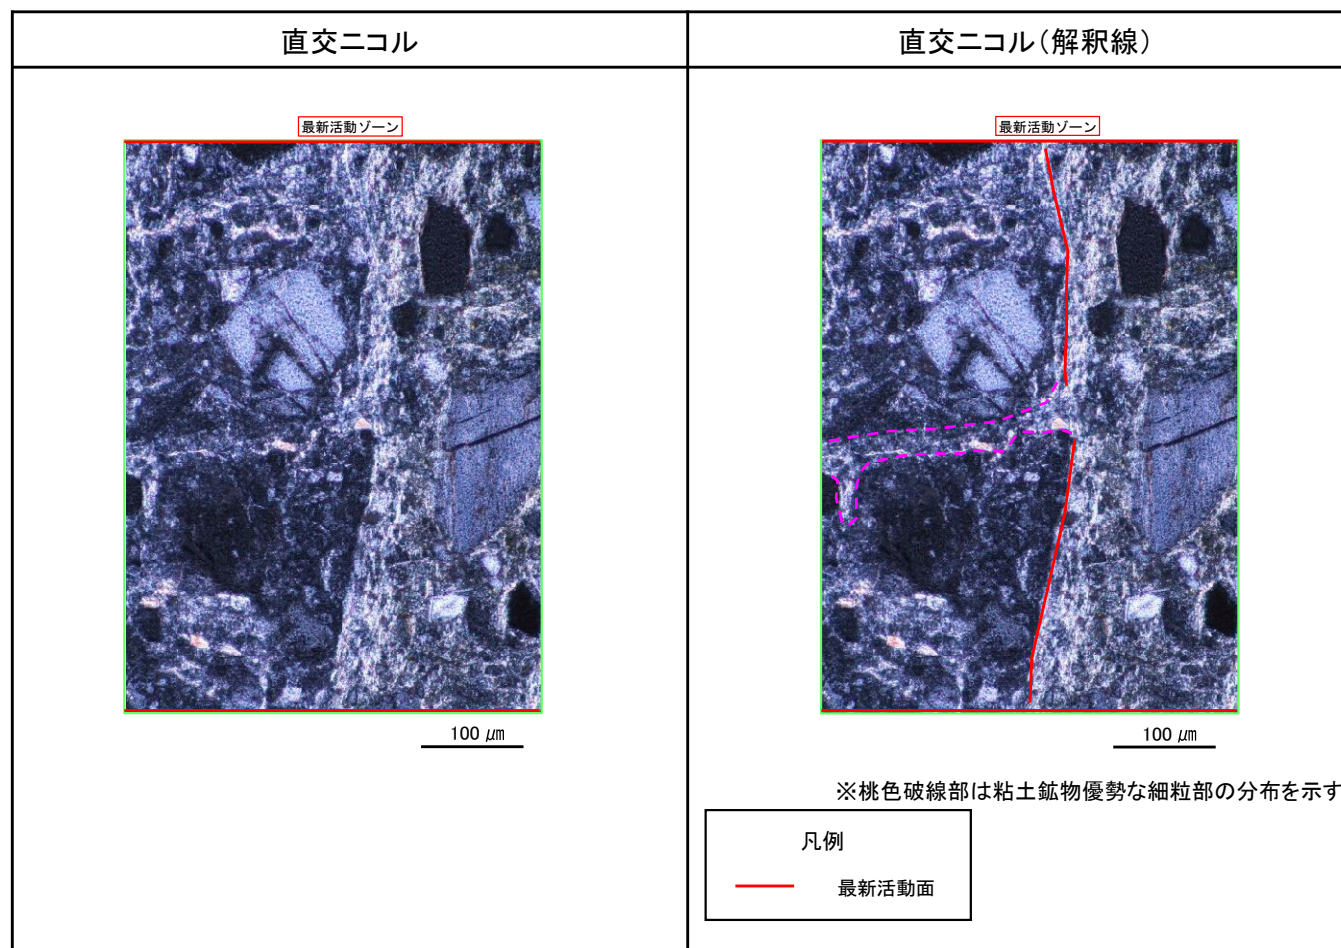 直交ニコル
直交ニコル(解釈線)
最新活動ゾーン
最新活動ゾーン
100 μm
100 μm
※桃色破線部は粘土鉱物優勢な細粒部の分布を示す
凡例
最新活動面